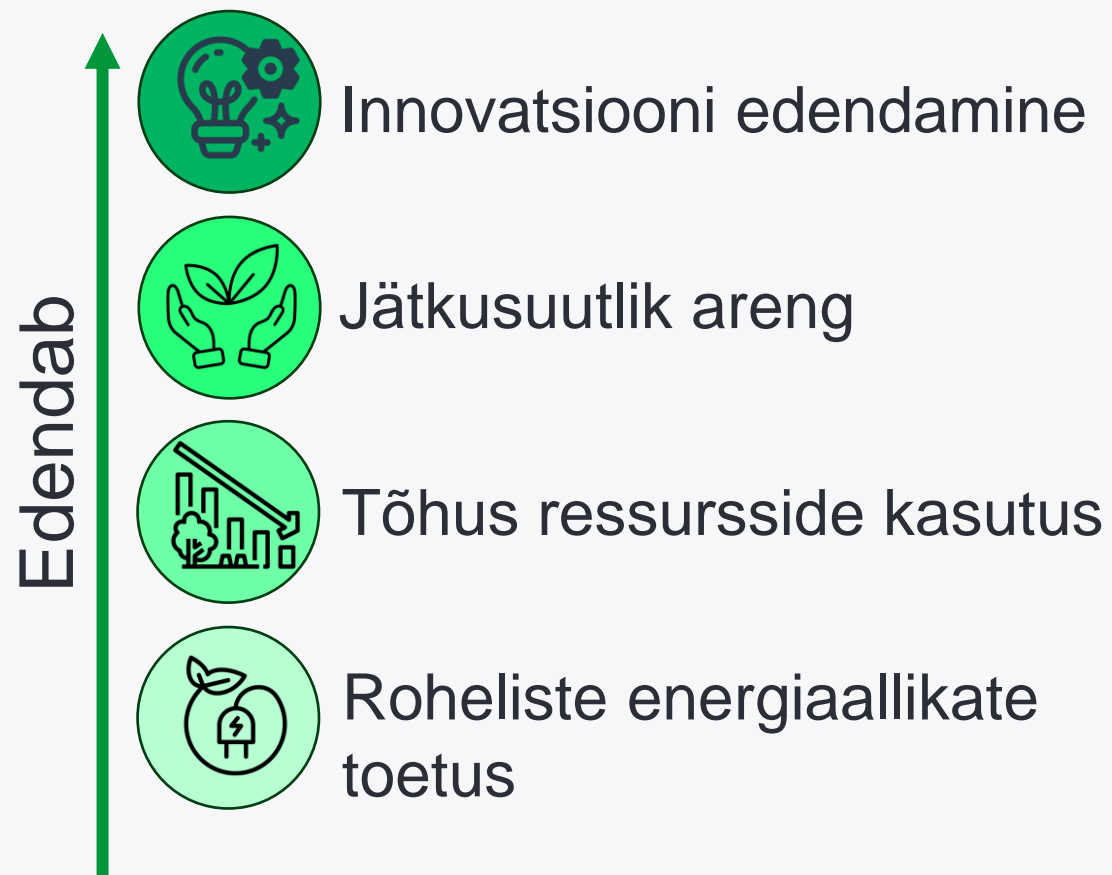 Edendab
Innovatsiooni edendamine
Jätkusuutlik areng
Tõhus ressursside kasutus
Roheliste energiaallikate
toetus